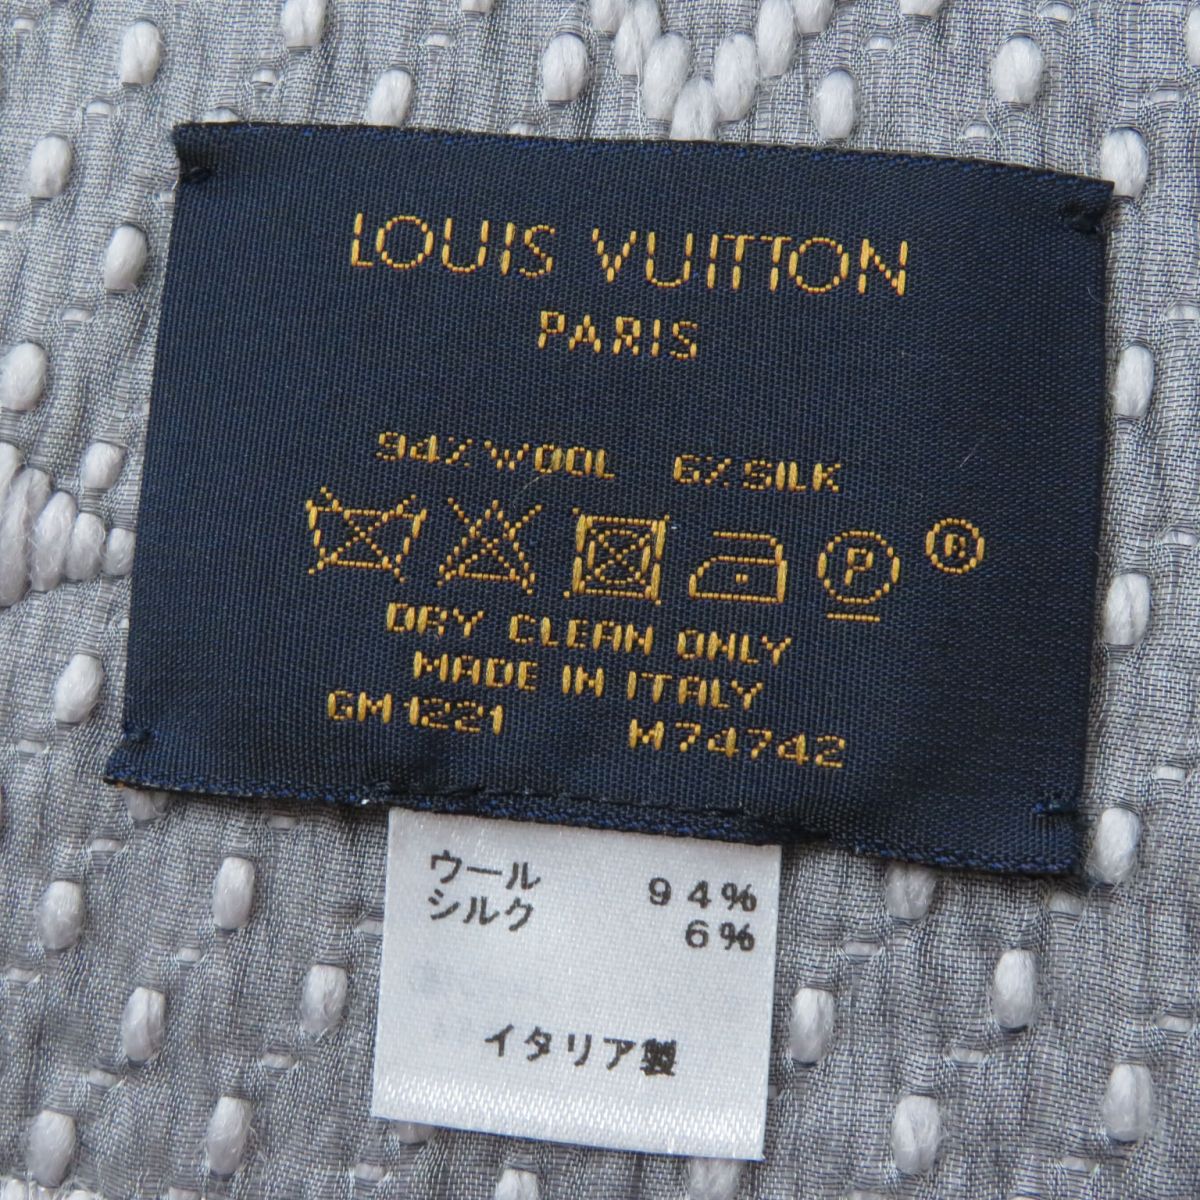 LOUIS VUITTON
PARIS
94% WOOL 6% SILK
P ®
DRY CLEAN ONLY
MADE IN ITALY
GM1221 M74742
ウール 94%
シルク 6%
イタリア製